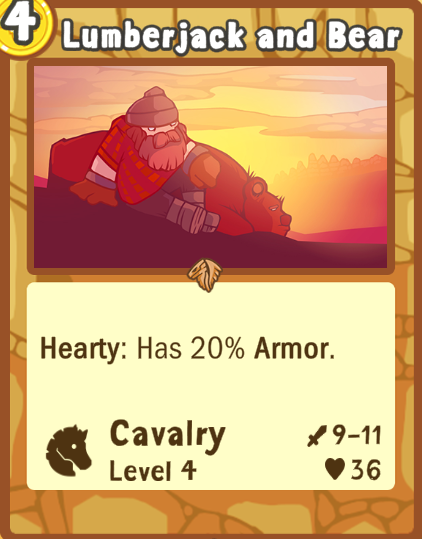 4
Lumberjack and Bear
Hearty: Has 20% Armor.
Cavalry
Level 4
9–11
36